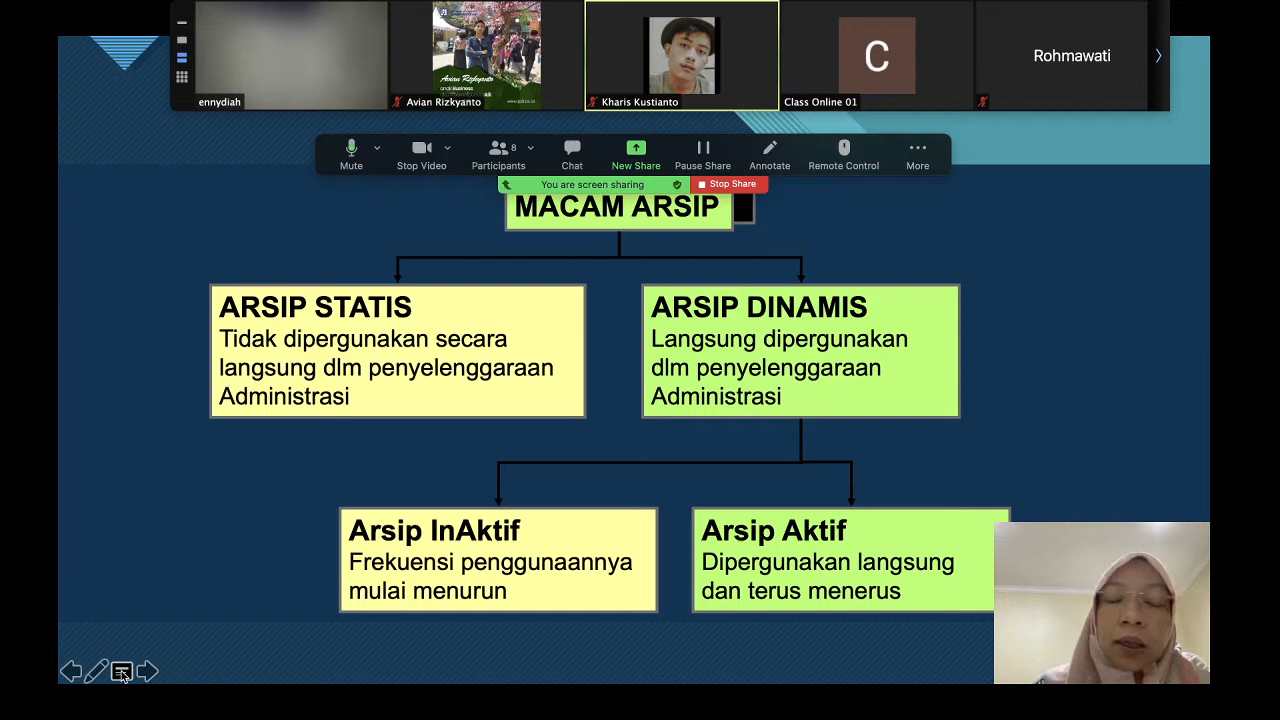 ennydiah
Avian Rizkyanto
Avian Rizkyanto
Kharis Kustianto
C
Class Online 01
Rohmawati
Mute
Stop Video
8
Participants
Chat
New Share
Pause Share
Annotate
Remote Control
More
You are screen sharing
Stop Share
MACAM ARSIP
ARSIP STATIS
Tidak dipergunakan secara
langsung dlm penyelenggaraan
Administrasi
ARSIP DINAMIS
Langsung dipergunakan
dlm penyelenggaraan
Administrasi
Arsip InAktif
Frekuensi penggunaannya
mulai menurun
Arsip Aktif
Dipergunakan langsung
dan terus menerus